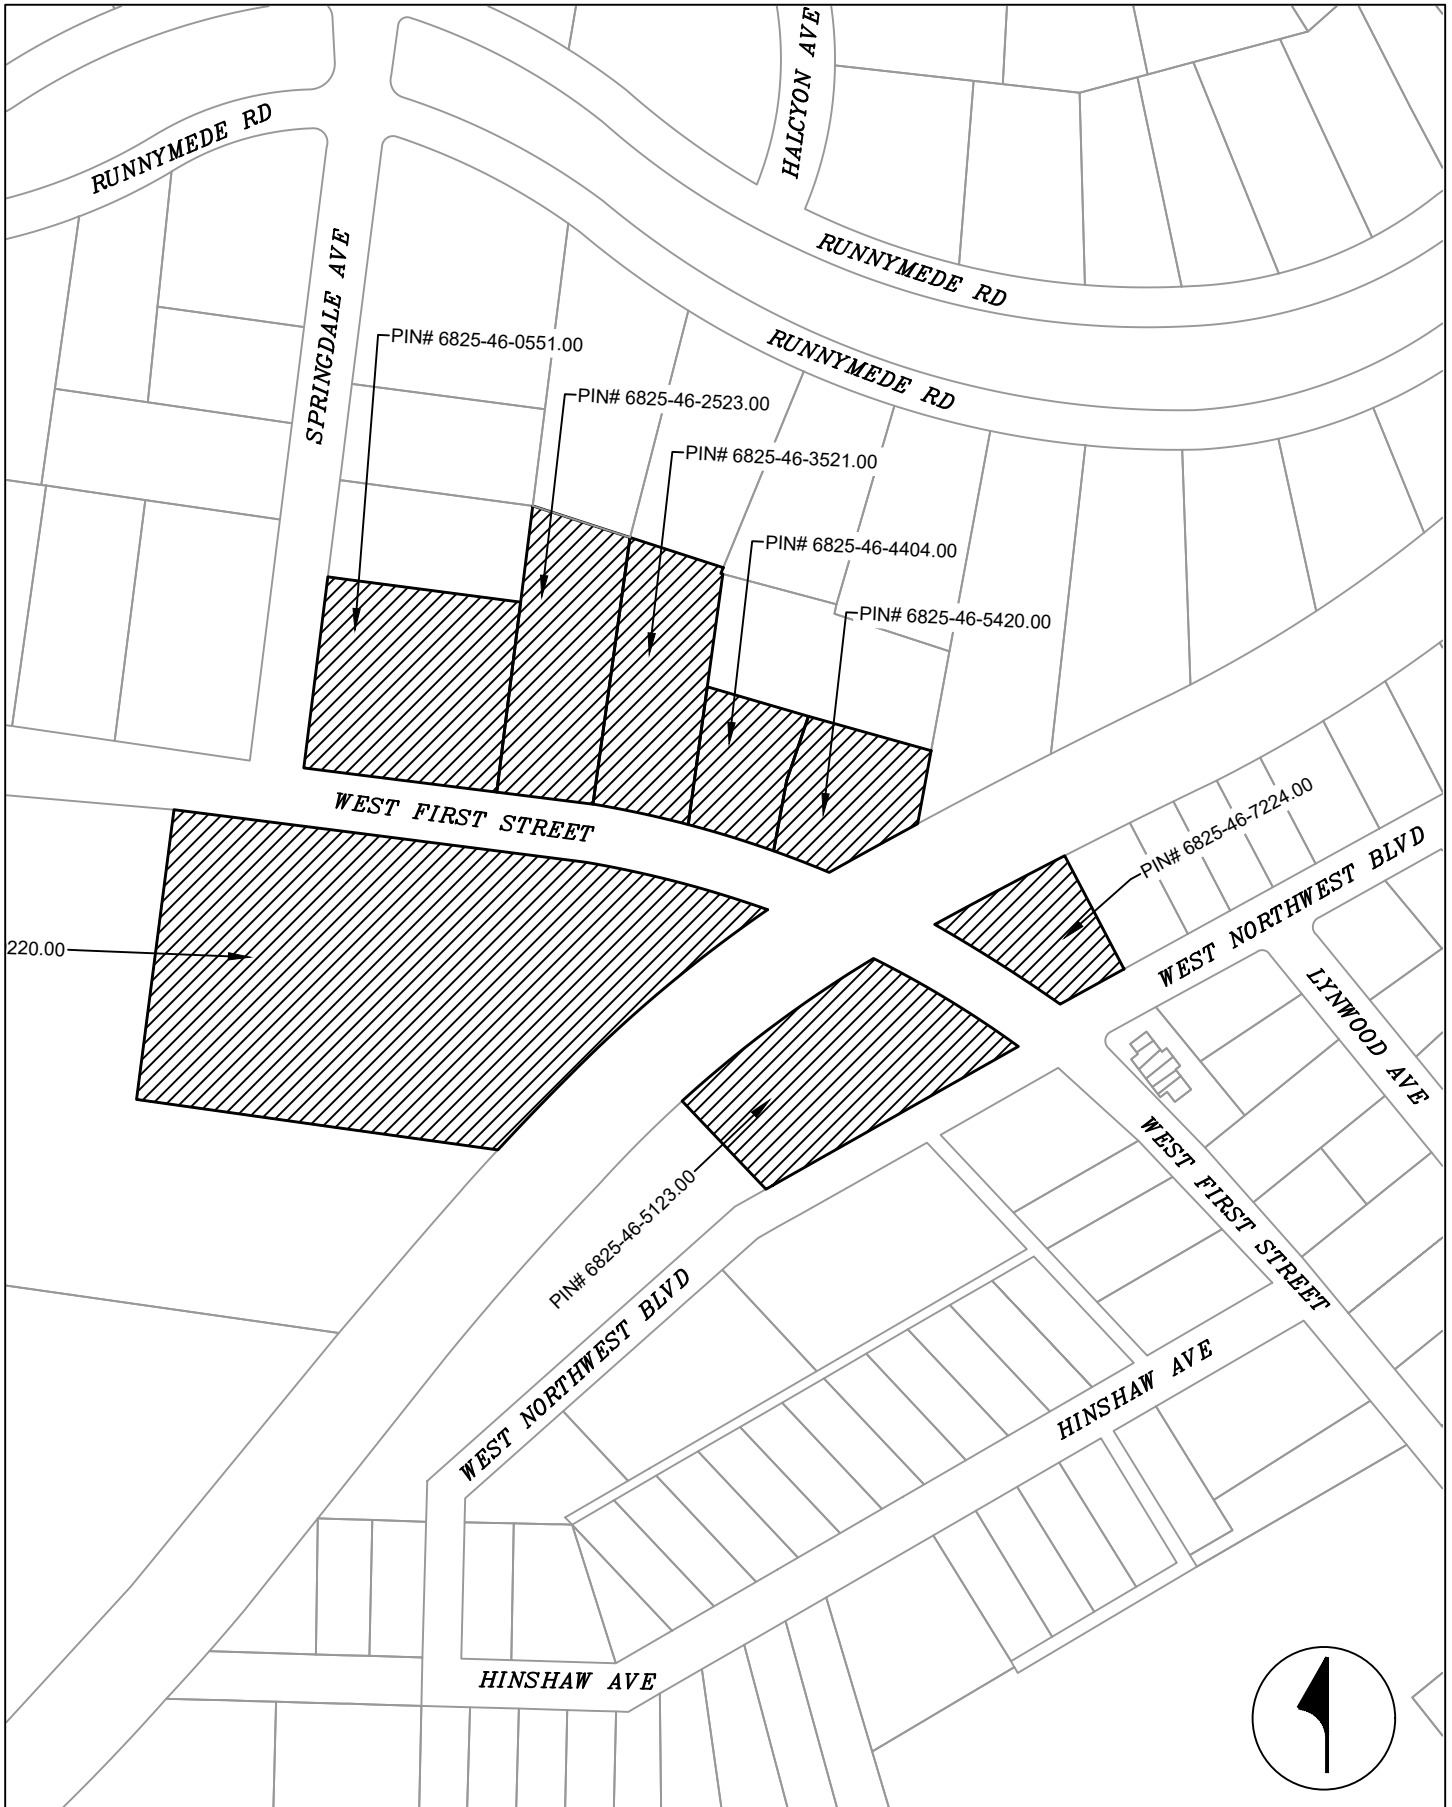 HALCYON AVE
RUNNYMEDE RD
RUNNYMEDE RD
SPRINGDALE AVE
PIN# 6825-46-0551.00
RUNNYMEDE RD
PIN# 6825-46-2523.00
PIN# 6825-46-3521.00
PIN# 6825-46-4404.00
PIN# 6825-46-5420.00
WEST FIRST STREET
PIN# 6825-46-7224.00
WEST NORTHWEST BLVD
220.00
LYNWOOD AVE
WEST FIRST STREET
PIN# 6825-46-5123.00
WEST NORTHWEST BLVD
HINSHAW AVE
HINSHAW AVE